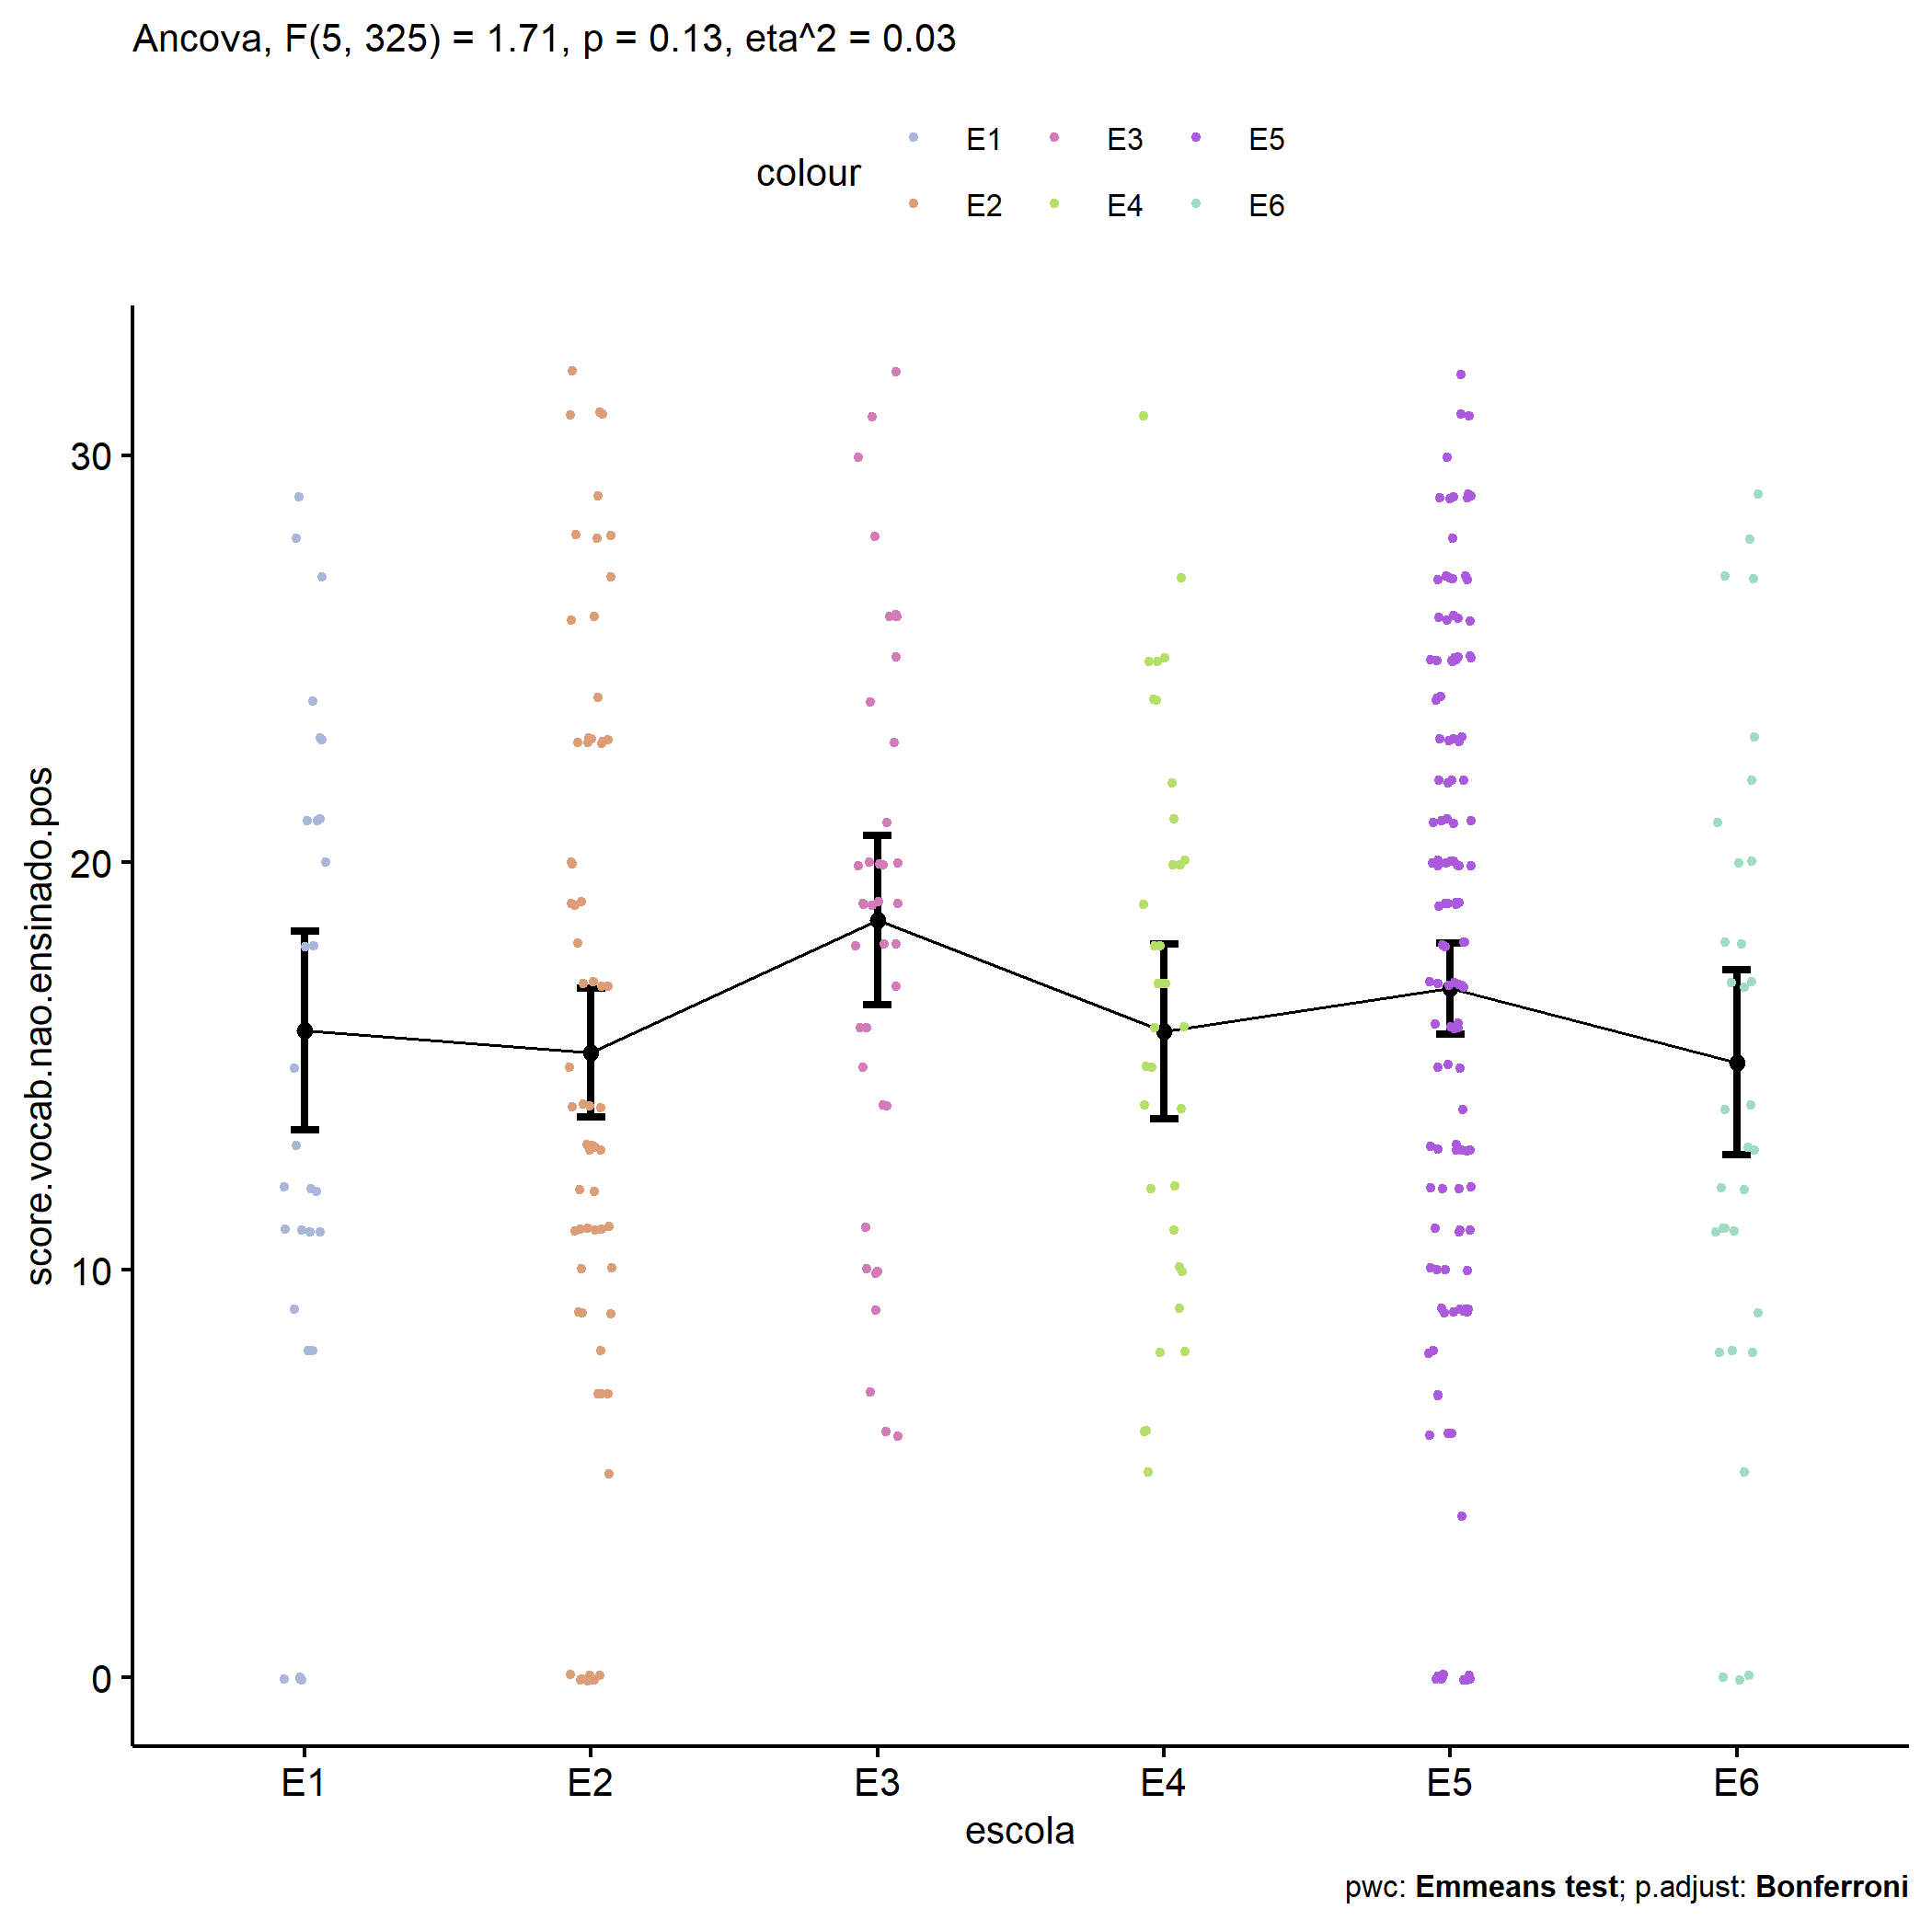 Ancova, F(5, 325) = 1.71, p = 0.13, eta^2 = 0.03
colour
E1 E3 E5
E2 E4 E6
score.vocab.nao.ensinado.pos
30
20
10
0
E1 E2 E3 E4 E5 E6
escola
pwc: Emmeans test; p.adjust: Bonferroni